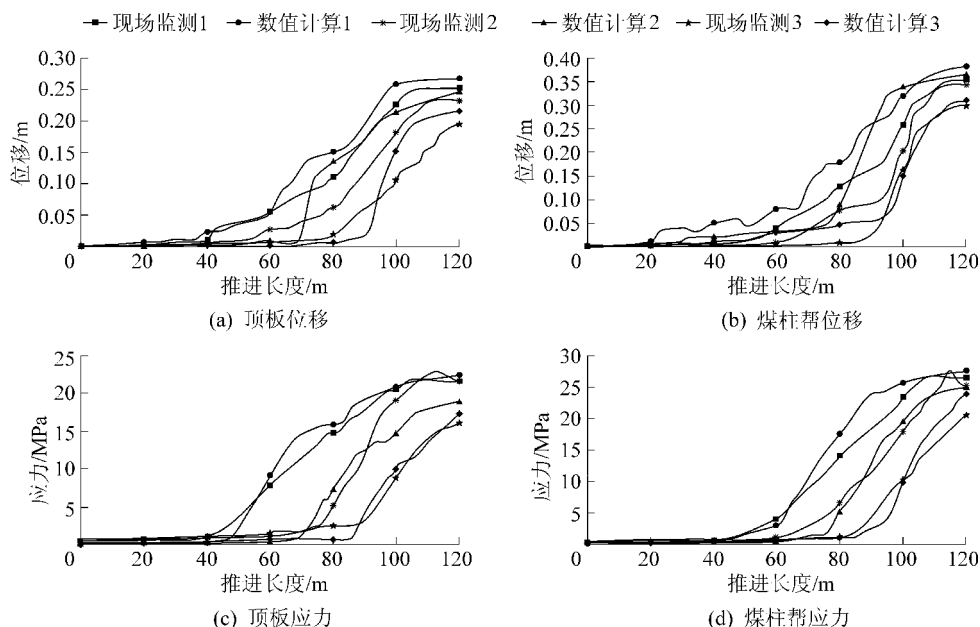 现场监测1 数值计算1 现场监测2 数值计算2 现场监测3 数值计算3
0.30
0.25
0.20
0.15
0.10
0.05
位移/m
0 20 40 60 80 100 120
推进长度/m
(a) 顶板位移
0.40
0.35
0.30
0.25
0.20
0.15
0.10
0.05
位移/m
0 20 40 60 80 100 120
推进长度/m
(b) 煤柱帮位移
25
20
15
10
5
应力/MPa
0 20 40 60 80 100 120
推进长度/m
(c) 顶板应力
30
25
20
15
10
5
应力/MPa
0 20 40 60 80 100 120
推进长度/m
(d) 煤柱帮应力